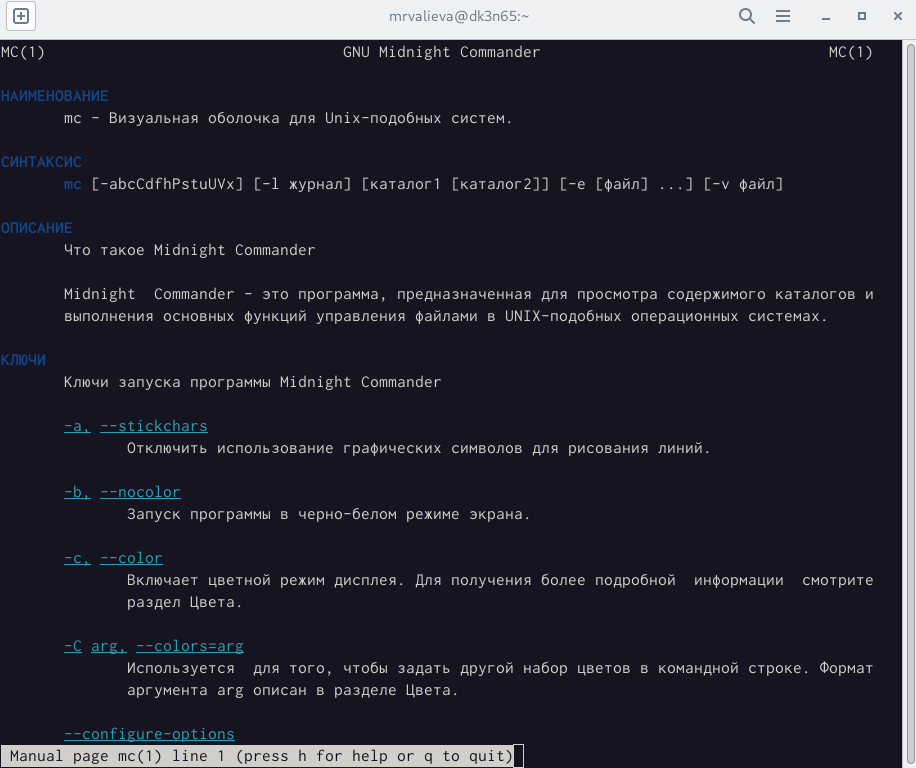 mrvalieva@dk3n65:~
MC(1) GNU Midnight Commander MC(1)
НАИМЕНОВАНИЕ
mc - Визуальная оболочка для Unix-подобных систем.
СИНТАКСИС
mc [-abcCdfhPstuUVx] [-l журнал] [каталог1 [каталог2]] [-e [файл] ...] [-v файл]
ОПИСАНИЕ
Что такое Midnight Commander
Midnight  Commander - это программа, предназначенная для просмотра содержимого каталогов и
выполнения основных функций управления файлами в UNIX-подобных операционных системах.
КЛЮЧИ
Ключи запуска программы Midnight Commander
-a, --stickchars
Отключить использование графических символов для рисования линий.
-b, --nocolor
Запуск программы в черно-белом режиме экрана.
-c, --color
Включает цветной режим дисплея. Для получения более подробной  информации  смотрите
раздел Цвета.
-C arg, --colors=arg
Используется  для того, чтобы задать другой набор цветов в командной строке. Формат
аргумента arg описан в разделе Цвета.
--configure-options
Manual page mc(1) line 1 (press h for help or q to quit)